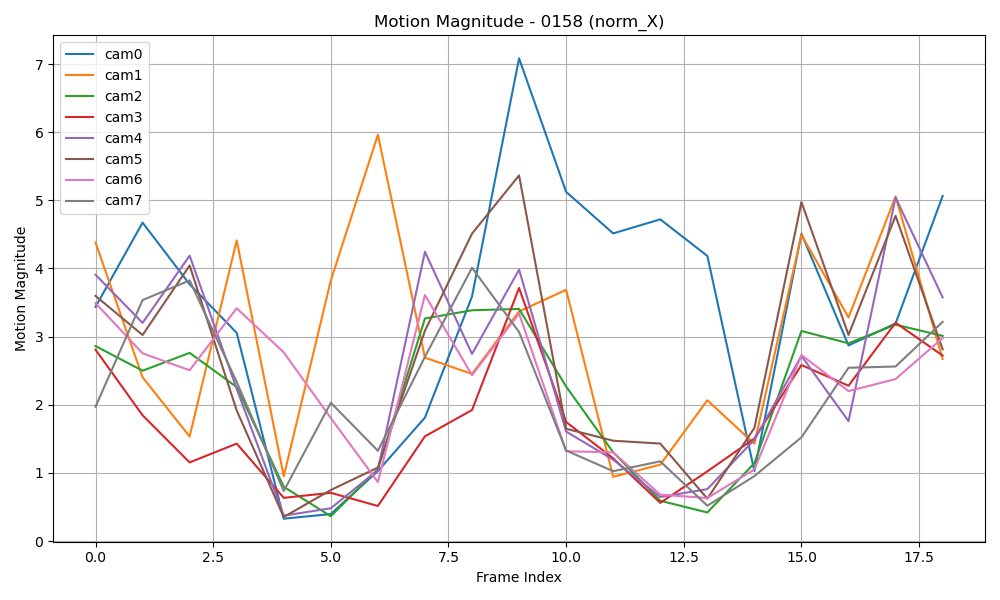 Motion Magnitude - 0158 (norm_X)
cam0
cam1
cam2
cam3
cam4
cam5
cam6
cam7
Motion Magnitude
7
6
5
4
3
2
1
0
0.0 2.5 5.0 7.5 10.0 12.5 15.0 17.5
Frame Index